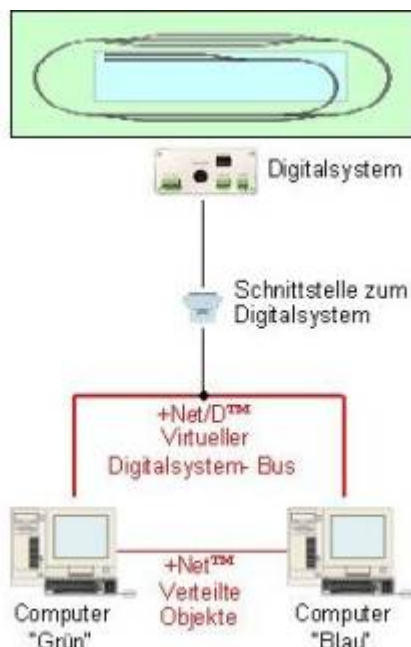 Digitalsystem
Schnittstelle zum
Digitalsystem
+Net/D™
Virtueller
Digitalsystem- Bus
+Net™
Verteilte
Objekte
Computer
"Grün"
Computer
"Blau"